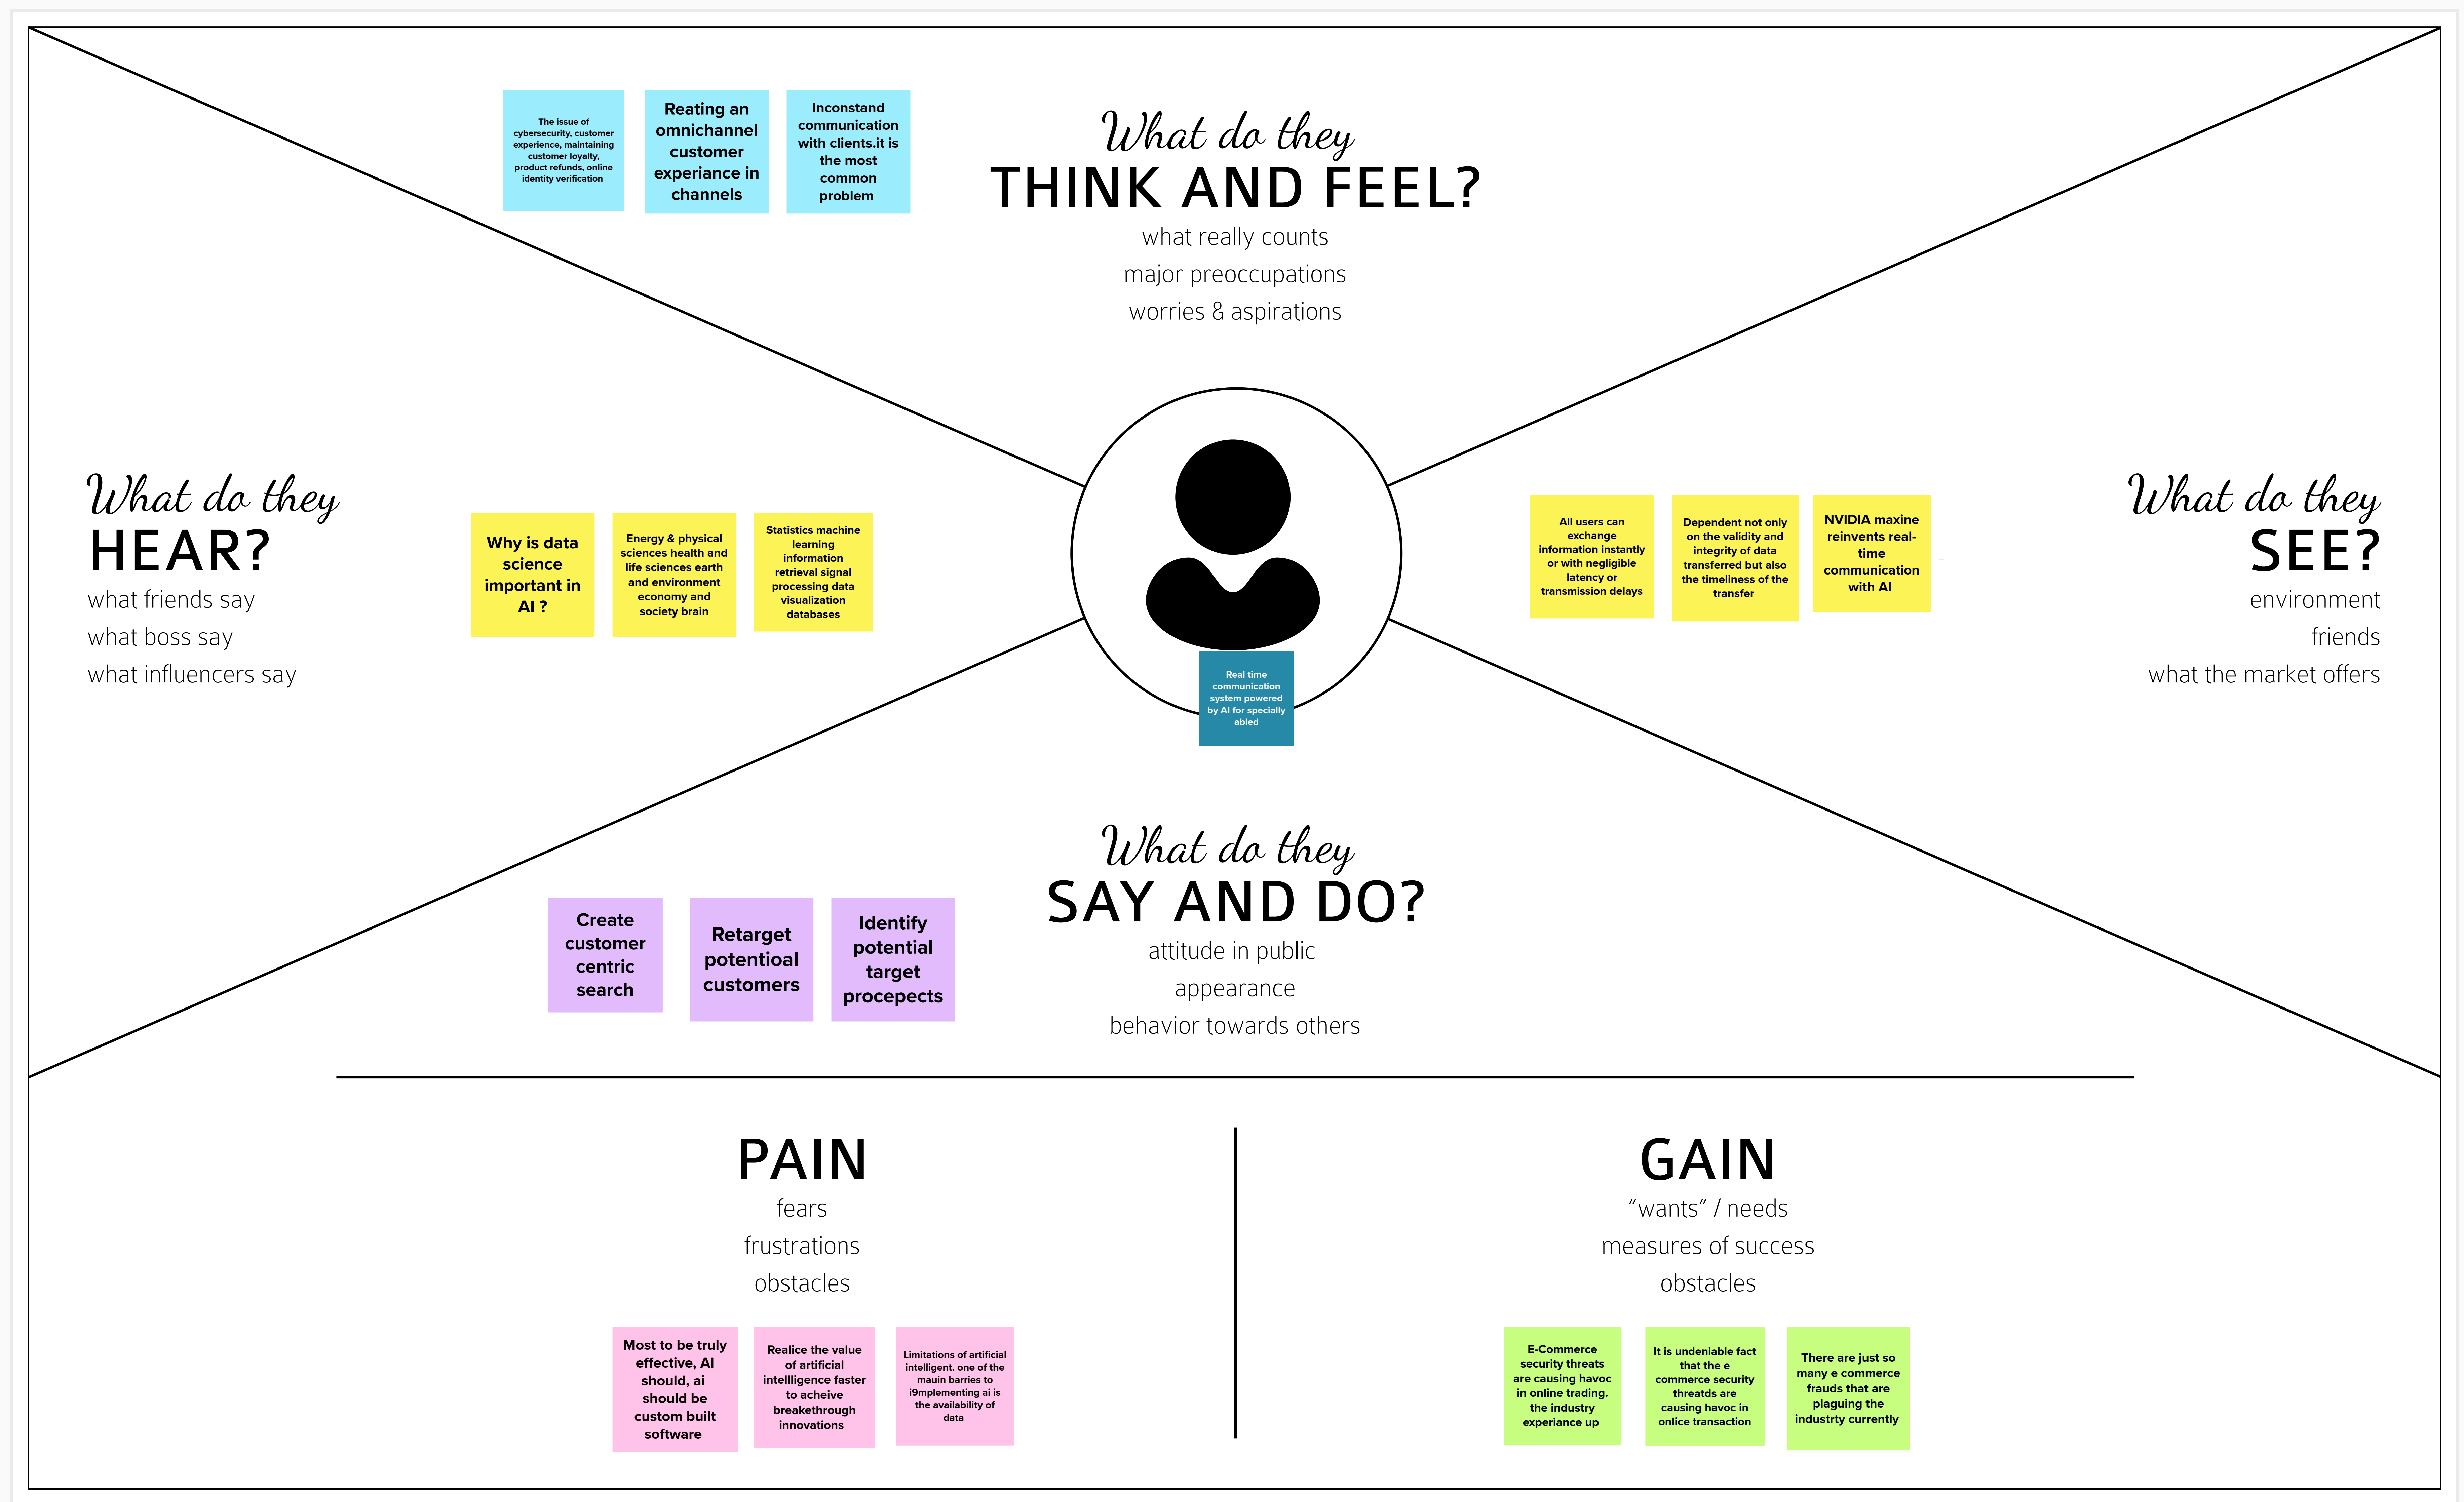 The issue of
cybersecurity, customer
experience, maintaining
customer loyalty,
product refunds, online
identity verification
Reating an
omnichannel
customer
experiance in
channels
Inconstand
communication
with clients.it is
the most
common
problem
What do they
THINK AND FEEL?
what really counts
major preoccupations
worries & aspirations
What do they
HEAR?
what friends say
what boss say
what influencers say
Why is data
science
important in
AI ?
Energy & physical
sciences health and
life sciences earth
and environment
economy and
society brain
Statistics machine
learning
information
retrieval signal
processing data
visualization
databases
Real time
communication
system powered
by AI for specially
abled
All users can
exchange
information instantly
or with negligible
latency or
transmission delays
Dependent not only
on the validity and
integrity of data
transferred but also
the timeliness of the
transfer
NVIDIA maxine
reinvents real-
time
communication
with AI
What do they
SEE?
environment
friends
what the market offers
Create
customer
centric
search
Retarget
potentioal
customers
Identify
potential
target
procepects
What do they
SAY AND DO?
attitude in public
appearance
behavior towards others
PAIN
fears
frustrations
obstacles
Most to be truly
effective, AI
should, ai
should be
custom built
software
Realice the value
of artificial
intellligence faster
to acheive
breakethrough
innovations
Limitations of artificial
intelligent. one of the
mauin barries to
i9mplementing ai is
the availability of
data
GAIN
“wants” / needs
measures of success
obstacles
E-Commerce
security threats
are causing havoc
in online trading.
the industry
experiance up
It is undeniable fact
that the e
commerce security
threatds are
causing havoc in
onlice transaction
There are just so
many e commerce
frauds that are
plaguing the
industrty currently